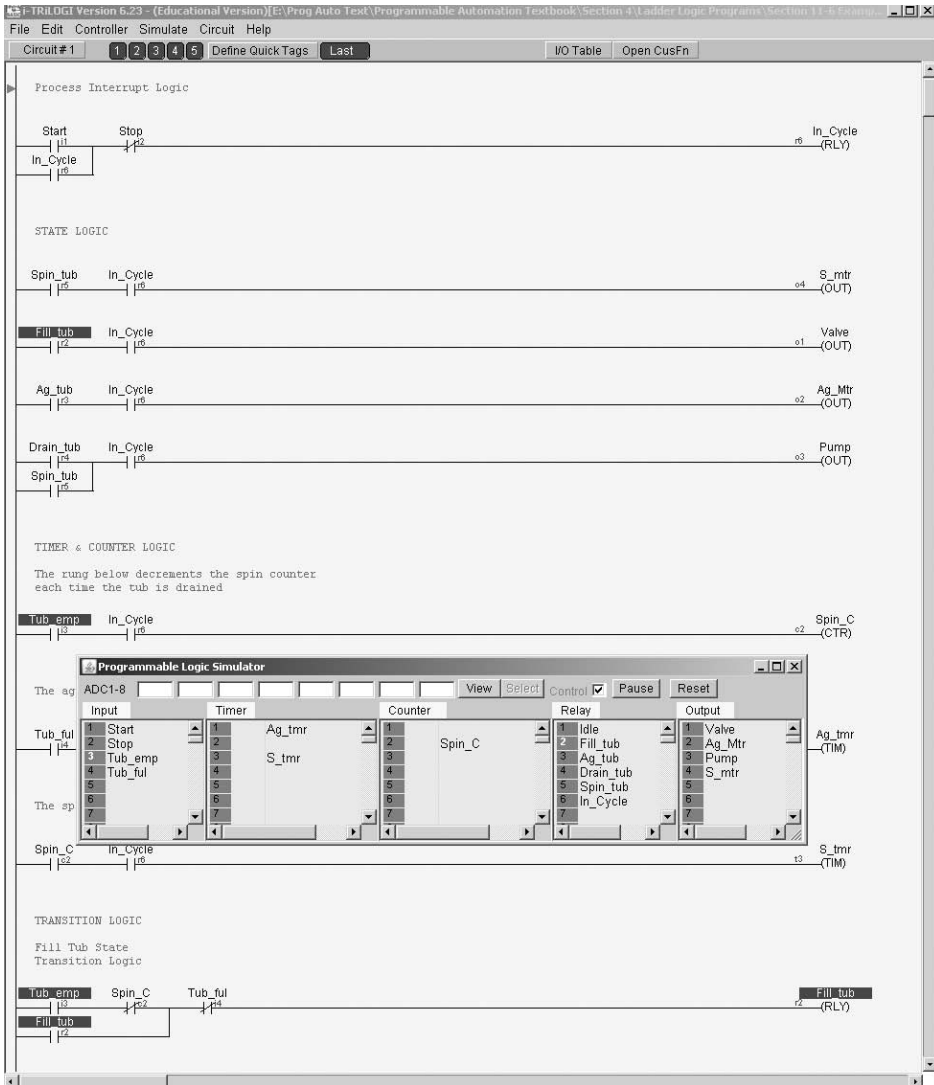 i-TRiLOGI Version 6.23 - (Educational Version)[E:\Prog Auto Text\Programmable Automation Textbook\Section 4\Ladder Logic Programs\Section 11-6 Examp...
File Edit Controller Simulate Circuit Help
Circuit# 1 1 2 3 4 5 Define Quick Tags Last I/O Table Open CusFn
Process Interrupt Logic
Start Stop In_Cycle
i1 i2 r6 (RLY)
In_Cycle
r6
STATE LOGIC
Spin_tub In_Cycle S_mtr
r5 r6 o4 (OUT)
Fill_tub In_Cycle Valve
r2 r6 o1 (OUT)
Ag_tub In_Cycle Ag_Mtr
r3 r6 o2 (OUT)
Drain_tub In_Cycle Pump
r4 r6 o3 (OUT)
Spin_tub
r5
TIMER & COUNTER LOGIC
The rung below decrements the spin counter
each time the tub is drained
Tub_emp In_Cycle Spin_C
i3 r6 c2 (CTR)
Programmable Logic Simulator
The ag ADC1-8 View Select Control Pause Reset
Input Timer Counter Relay Output
1 Start 1 Ag_tmr 1 1 Idle 1 Valve
2 Stop 2 2 Spin_C 2 Fill_tub 2 Ag_Mtr
3 Tub_emp 3 S_tmr 3 3 Ag_tub 3 Pump
4 Tub_ful 4 4 4 Drain_tub 4 S_mtr
5 5 5 5 Spin_tub 5
6 6 6 6 In_Cycle 6
7 7 7 7 7
Tub_ful Ag_tmr
i4 (TIM)
The sp
Spin_C In_Cycle S_tmr
c2 r6 t3 (TIM)
TRANSITION LOGIC
Fill Tub State
Transition Logic
Tub_emp Spin_C Tub_ful Fill_tub
i3 c2 i4 r2 (RLY)
Fill_tub
r2